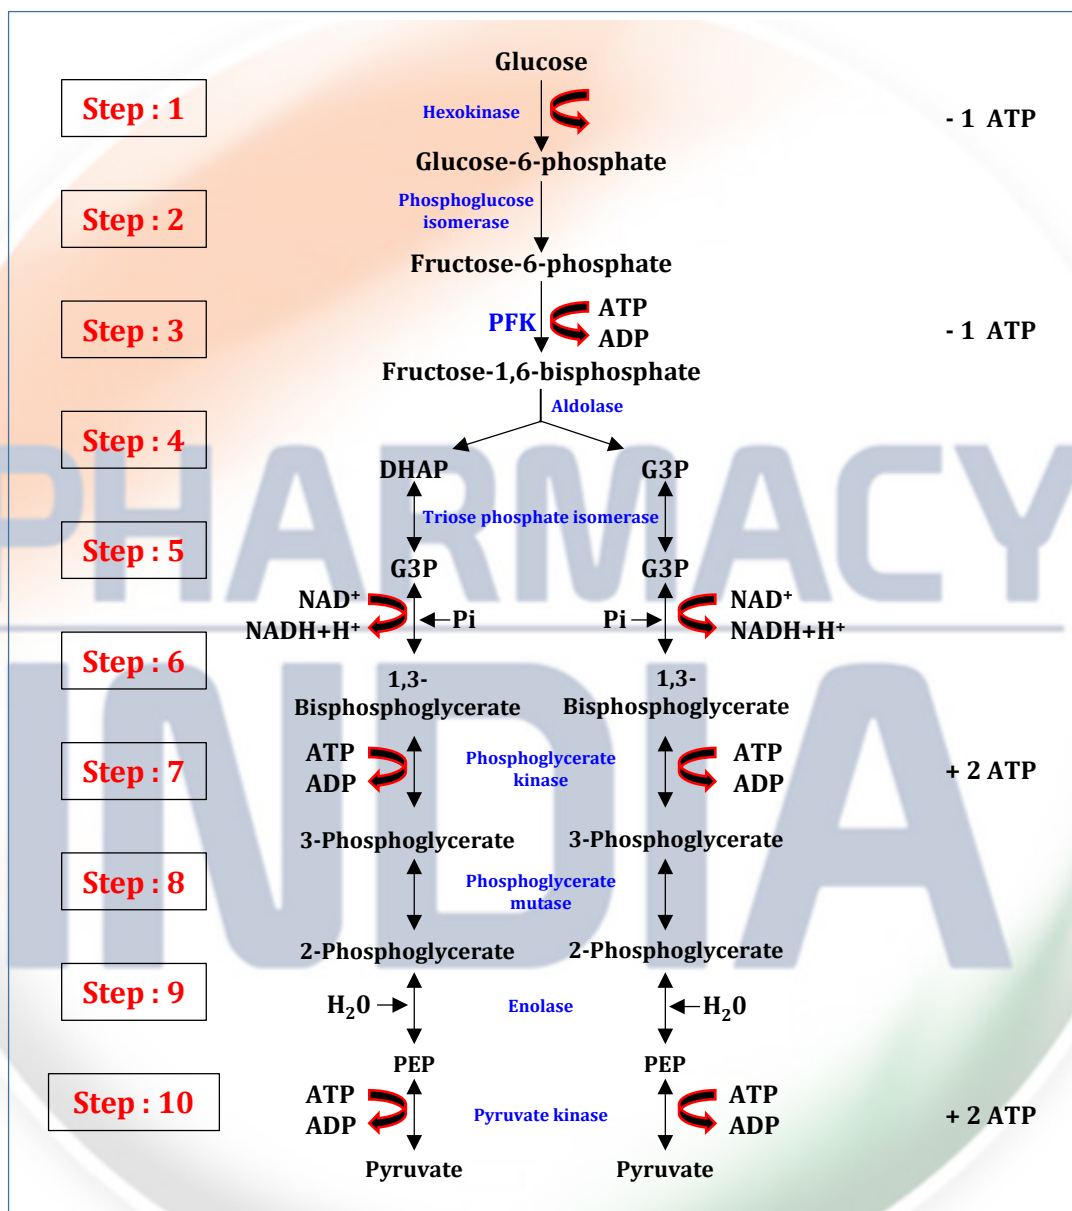 Glucose
Step : 1
Hexokinase
- 1 ATP
Glucose-6-phosphate
Step : 2
Phosphoglucose
isomerase
Fructose-6-phosphate
Step : 3
PFK
ATP
ADP
- 1 ATP
Fructose-1,6-bisphosphate
Aldolase
Step : 4
DHAP
G3P
Triose phosphate isomerase
Step : 5
G3P
G3P
NAD⁺
NADH+H⁺
Pi
Pi
NAD⁺
NADH+H⁺
Step : 6
1,3-
Bisphosphoglycerate
1,3-
Bisphosphoglycerate
Step : 7
ATP
ADP
Phosphoglycerate
kinase
ATP
ADP
+ 2 ATP
3-Phosphoglycerate
3-Phosphoglycerate
Step : 8
Phosphoglycerate
mutase
2-Phosphoglycerate
2-Phosphoglycerate
Step : 9
H₂0
Enolase
H₂0
PEP
PEP
Step : 10
ATP
ADP
Pyruvate kinase
ATP
ADP
+ 2 ATP
Pyruvate
Pyruvate
PHARMACY
INDIA